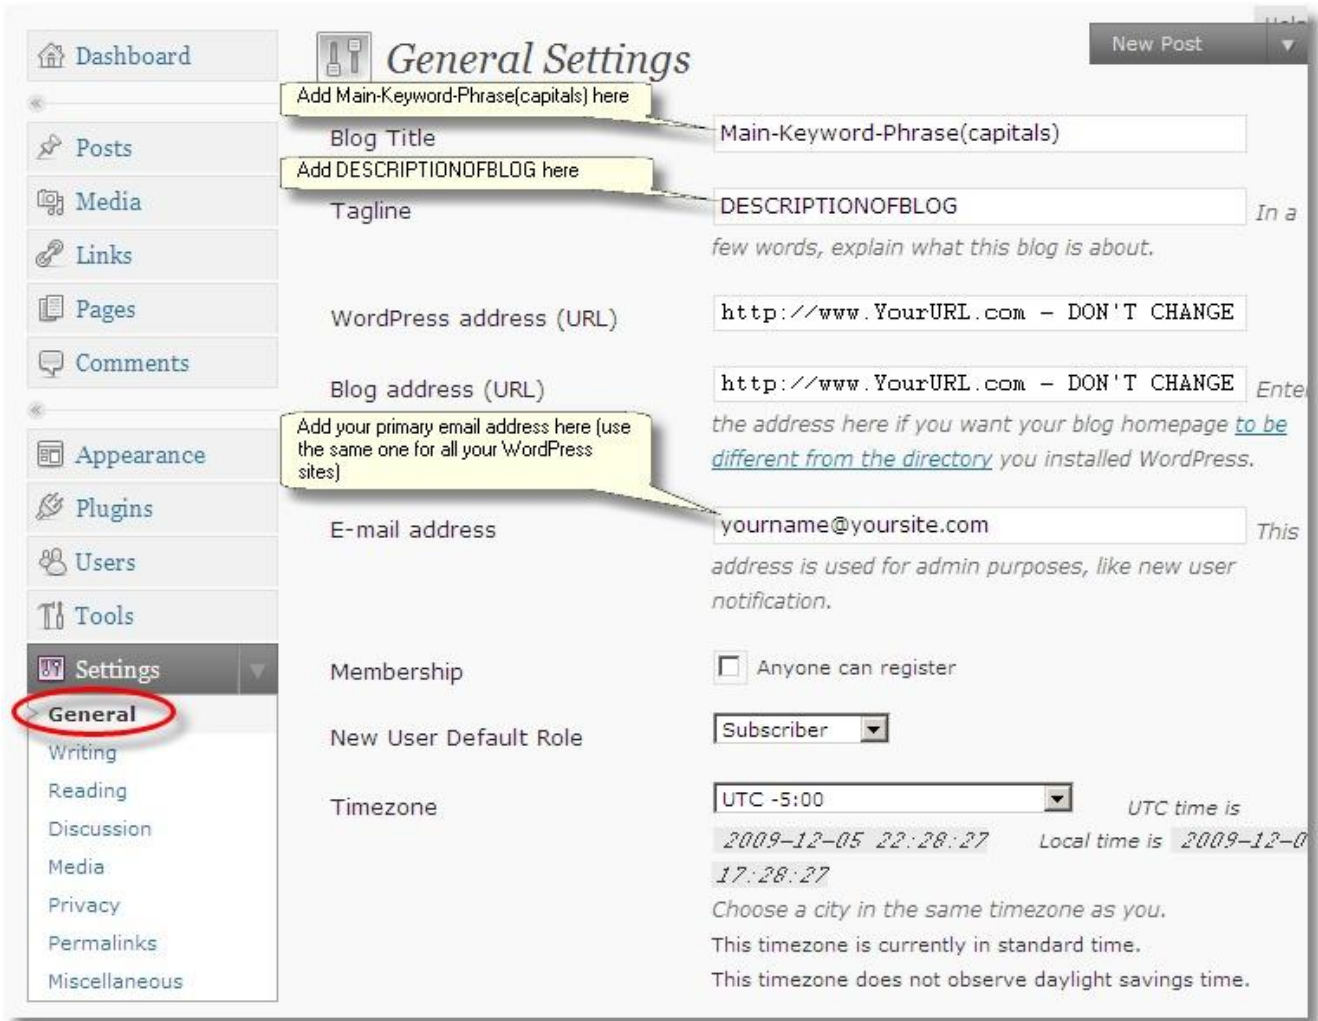 Help
New Post
Dashboard
General Settings
Add Main-Keyword-Phrase(capitals) here
Blog Title
Main-Keyword-Phrase(capitals)
Posts
Add DESCRIPTIONOFBLOG here
Media
Tagline
DESCRIPTIONOFBLOG
In a
few words, explain what this blog is about.
Links
Pages
WordPress address (URL)
http://www.YourURL.com – DON'T CHANGE
Comments
Blog address (URL)
http://www.YourURL.com – DON'T CHANGE
Enter
the address here if you want your blog homepage to be
different from the directory you installed WordPress.
Add your primary email address here (use
the same one for all your WordPress
sites)
Appearance
Plugins
E-mail address
yourname@yoursite.com
This
address is used for admin purposes, like new user
notification.
Users
Tools
Settings
Membership
Anyone can register
General
New User Default Role
Subscriber
Writing
Reading
Timezone
UTC -5:00
UTC time is
2009-12-05 22:28:27
Local time is 2009-12-0
17:28:27
Discussion
Media
Privacy
Choose a city in the same timezone as you.
Permalinks
This timezone is currently in standard time.
Miscellaneous
This timezone does not observe daylight savings time.